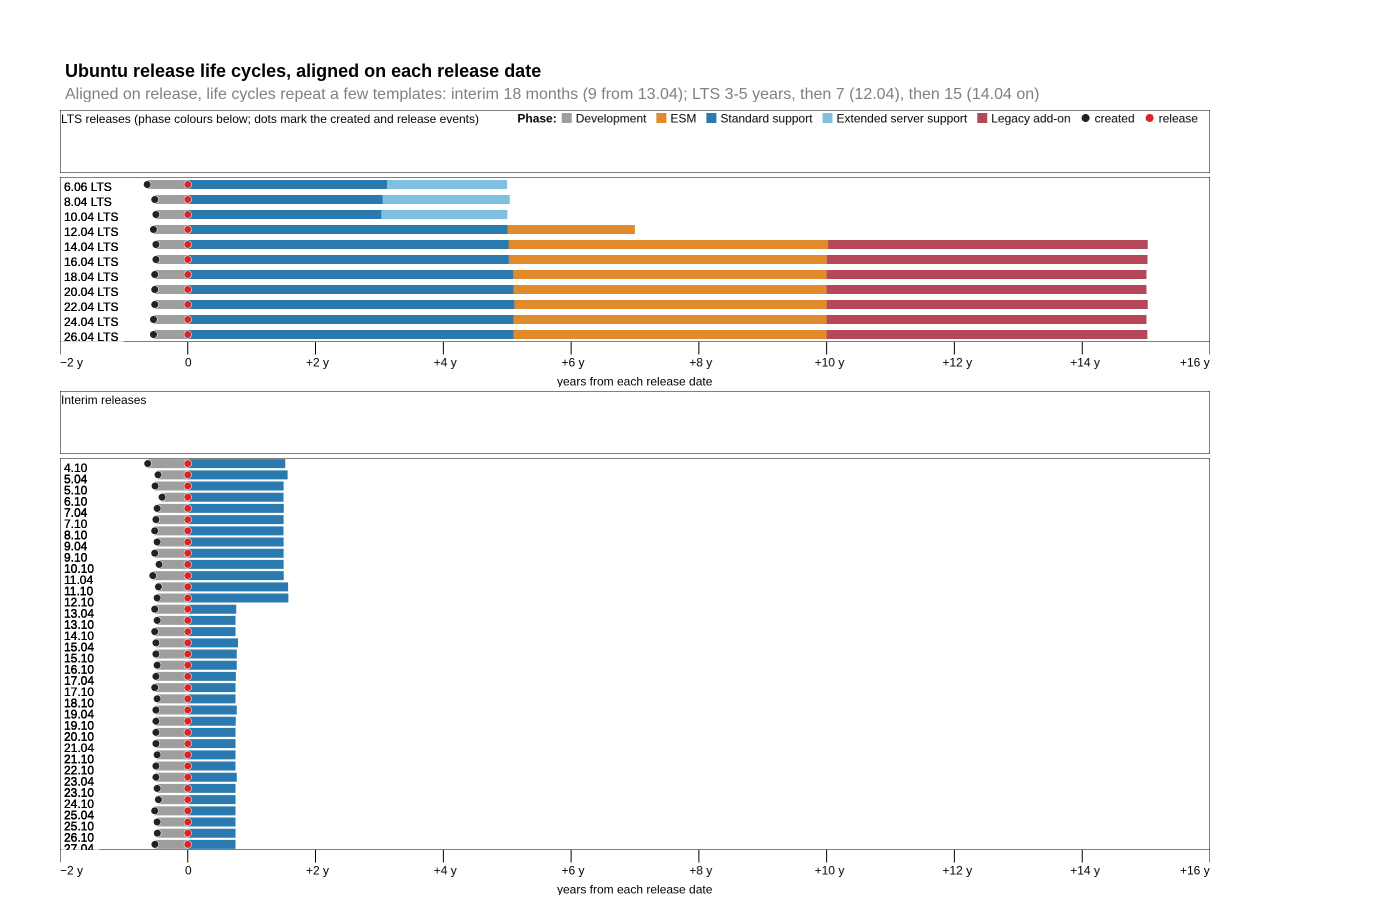 Ubuntu release life cycles, aligned on each release date
Aligned on release, life cycles repeat a few templates: interim 18 months (9 from 13.04); LTS 3-5 years, then 7 (12.04), then 15 (14.04 on)
LTS releases (phase colours below; dots mark the created and release events) Phase: Development ESM Standard support Extended server support Legacy add-on created release
6.06 LTS
8.04 LTS
10.04 LTS
12.04 LTS
14.04 LTS
16.04 LTS
18.04 LTS
20.04 LTS
22.04 LTS
24.04 LTS
26.04 LTS
−2 y 0 +2 y +4 y +6 y +8 y +10 y +12 y +14 y +16 y
years from each release date
Interim releases
4.10
5.04
5.10
6.10
7.04
7.10
8.10
9.04
9.10
10.10
11.04
11.10
12.10
13.04
13.10
14.10
15.04
15.10
16.10
17.04
17.10
18.10
19.04
19.10
20.10
21.04
21.10
22.10
23.04
23.10
24.10
25.04
25.10
26.10
27.04
−2 y 0 +2 y +4 y +6 y +8 y +10 y +12 y +14 y +16 y
years from each release date